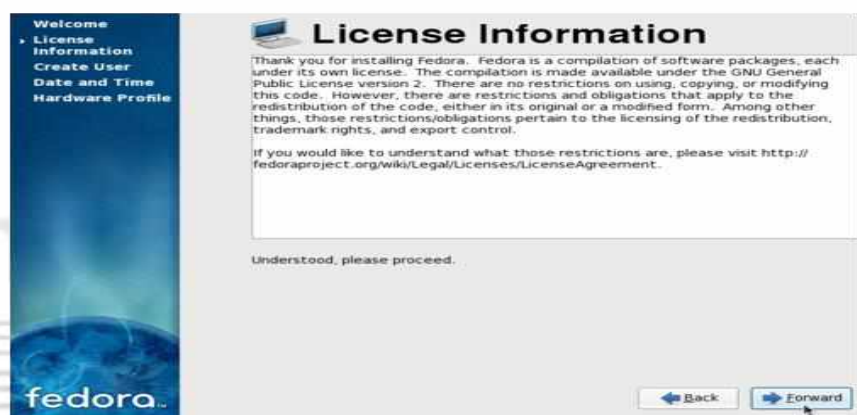 Welcome
License
Information
Create User
Date and Time
Hardware Profile
License Information
Thank you for installing Fedora. Fedora is a compilation of software packages, each
under its own license. The compilation is made available under the GNU General
Public License version 2. There are no restrictions on using, copying, or modifying
this code. However, there are restrictions and obligations that apply to the
redistribution of the code, either in its original or a modified form. Among other
things, those restrictions/obligations pertain to the licensing of the redistribution,
trademark rights, and export control.
If you would like to understand what those restrictions are, please visit http://
fedoraproject.org/wiki/Legal/Licenses/LicenseAgreement.
Understood, please proceed.
fedora
Back
Forward